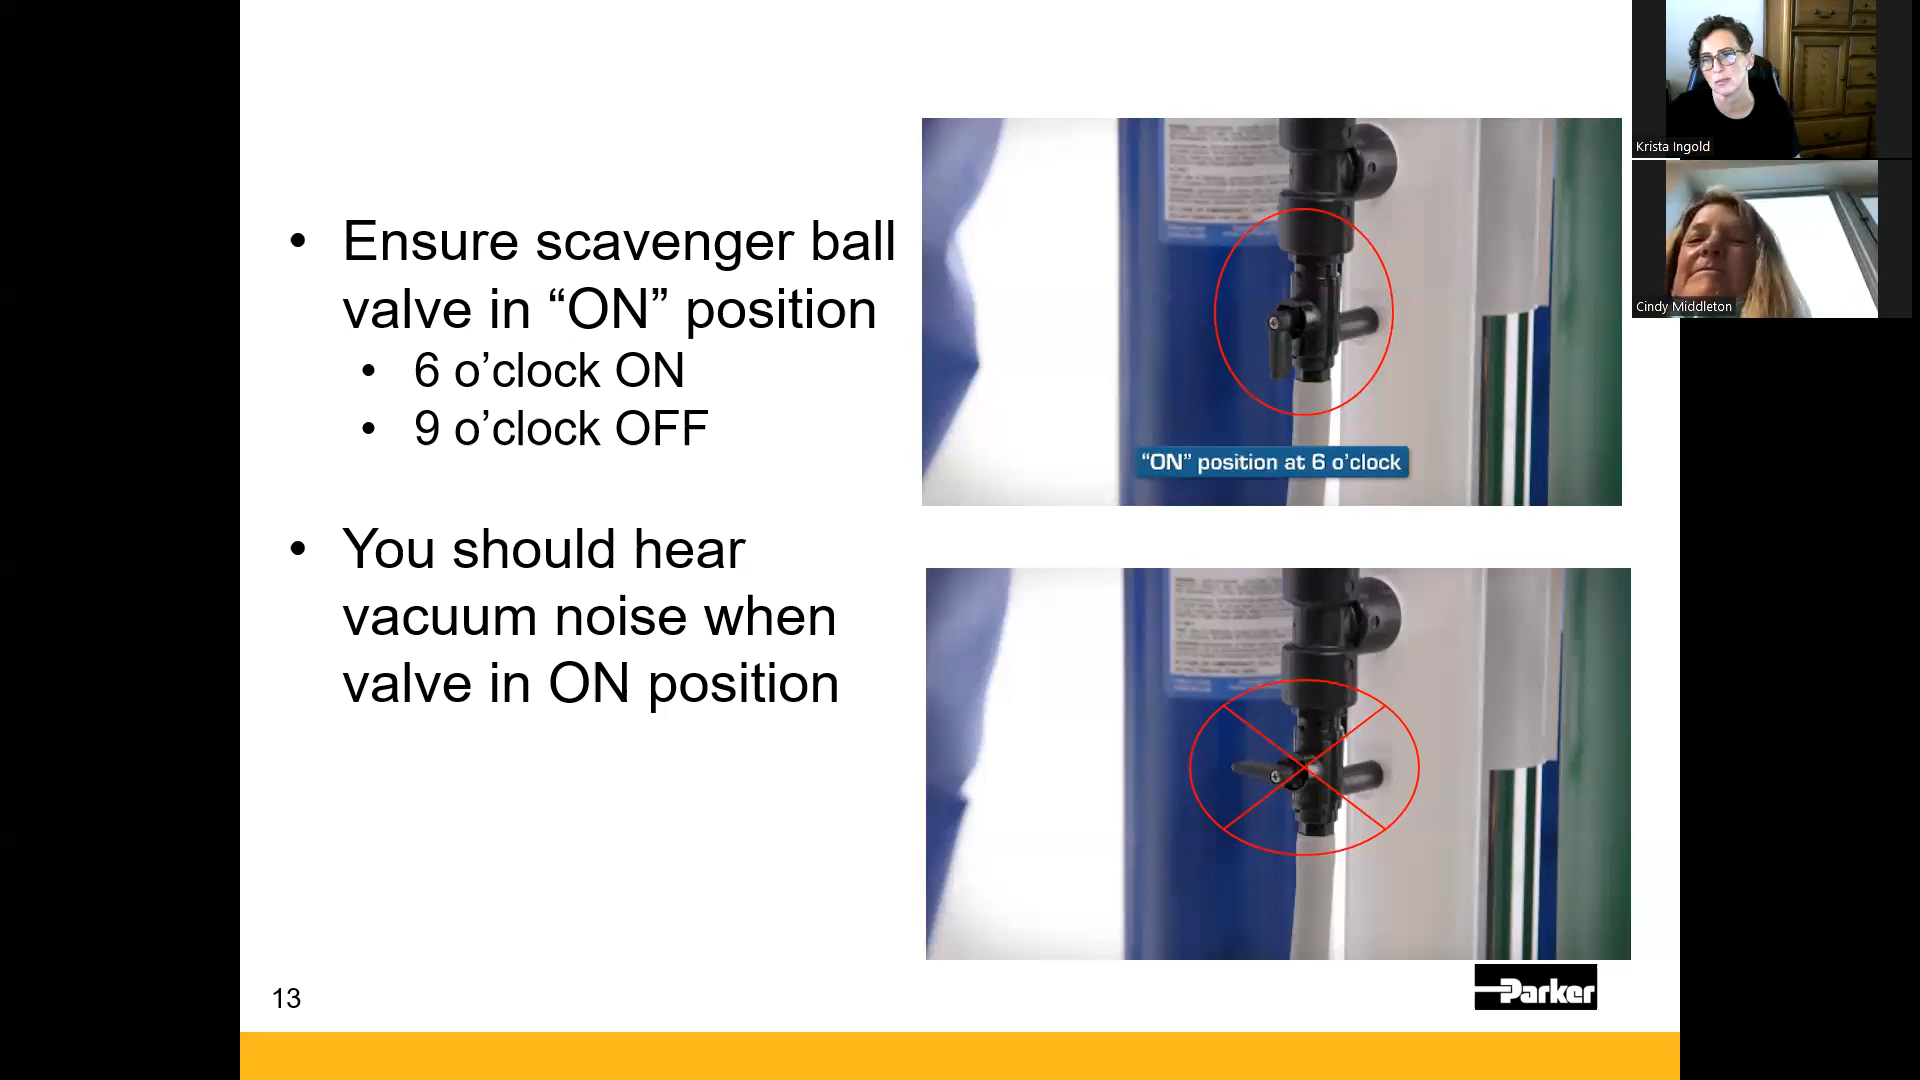 • Ensure scavenger ball
valve in “ON” position
• 6 o’clock ON
• 9 o’clock OFF
• You should hear
vacuum noise when
valve in ON position
“ON” position at 6 o’clock
13
Parker
Krista Ingold
Cindy Middleton